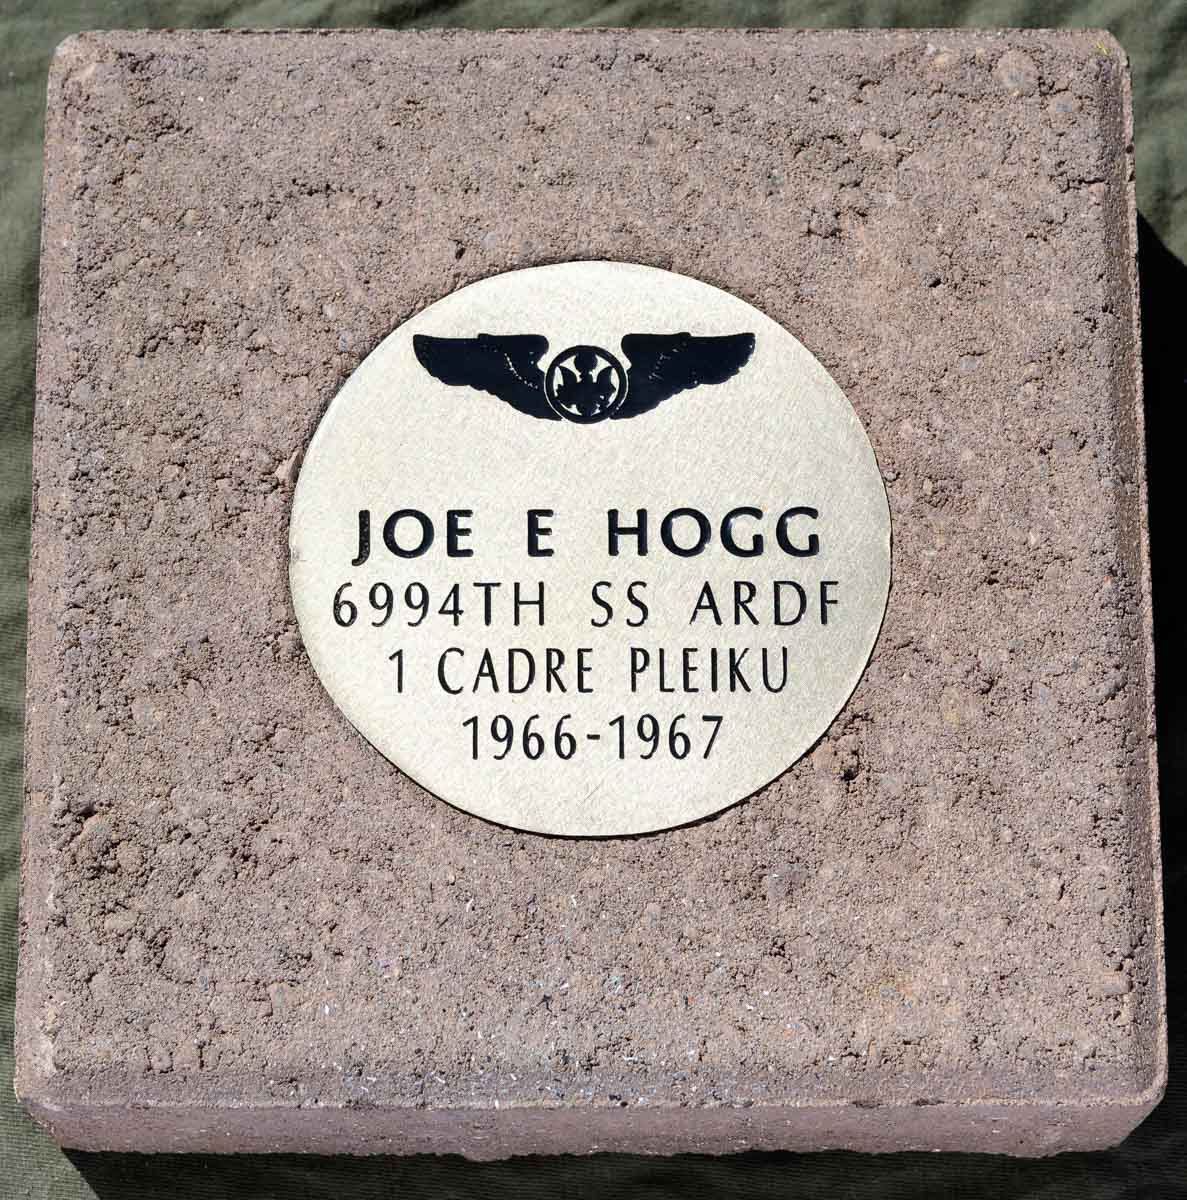 JOE E HOGG
6994TH SS ARDF
1 CADRE PLEIKU
1966-1967